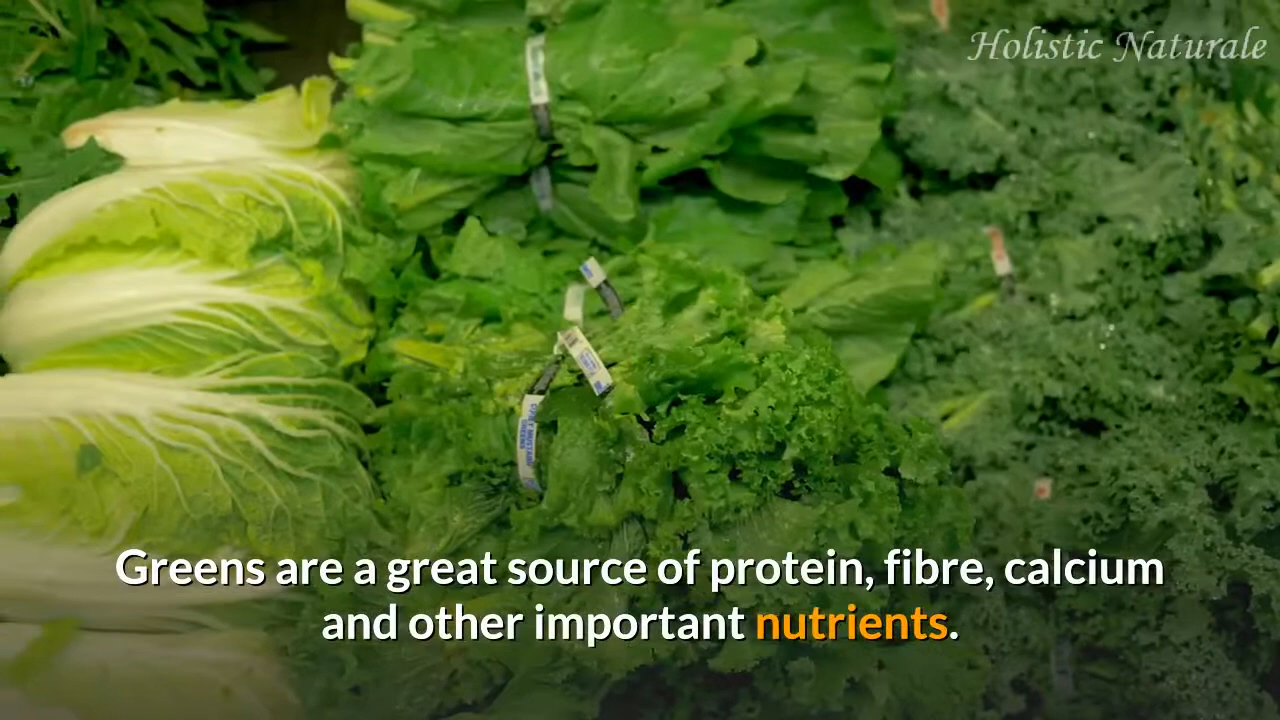 Holistic Naturale
Greens are a great source of protein, fibre, calcium
and other important nutrients.